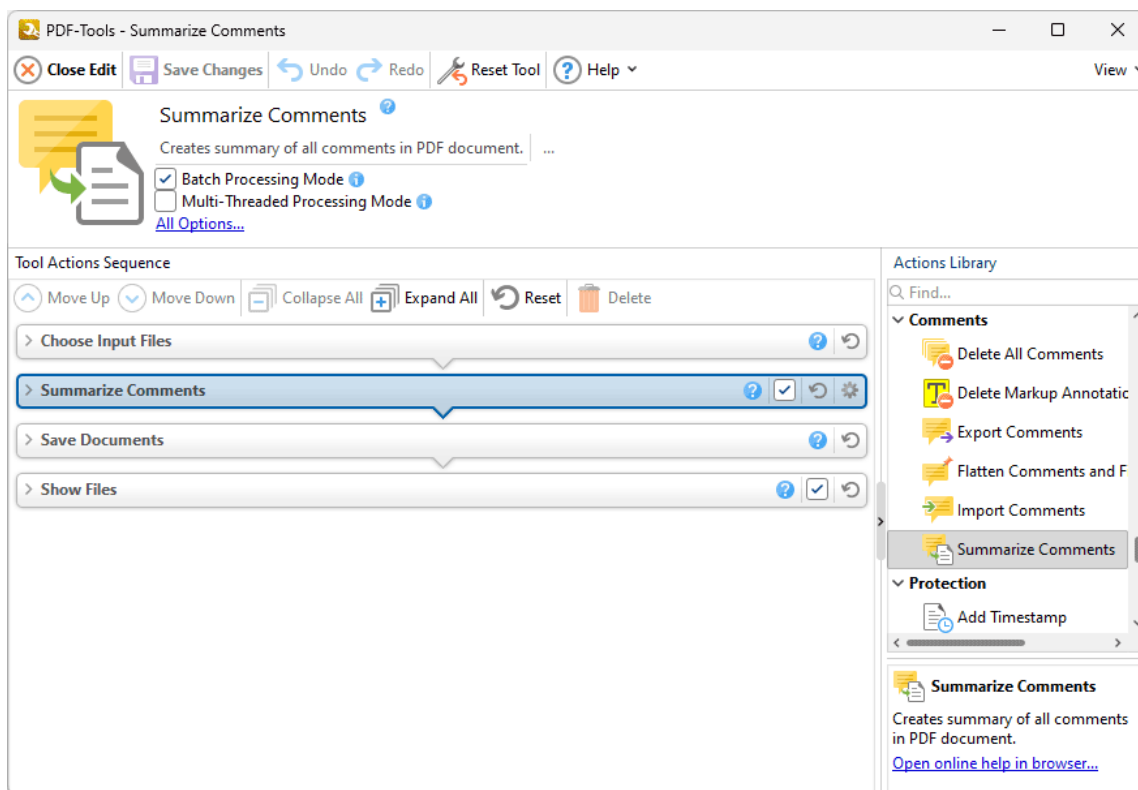 PDF-Tools - Summarize Comments
Close Edit Save Changes Undo Redo Reset Tool Help View
Summarize Comments
Creates summary of all comments in PDF document. ...
Batch Processing Mode
Multi-Threaded Processing Mode
All Options...
Tool Actions Sequence
Move Up Move Down Collapse All Expand All Reset Delete
Choose Input Files
Summarize Comments
Save Documents
Show Files
Actions Library
Find...
Comments
Delete All Comments
Delete Markup Annotatic
Export Comments
Flatten Comments and F
Import Comments
Summarize Comments
Protection
Add Timestamp
Summarize Comments
Creates summary of all comments
in PDF document.
Open online help in browser...